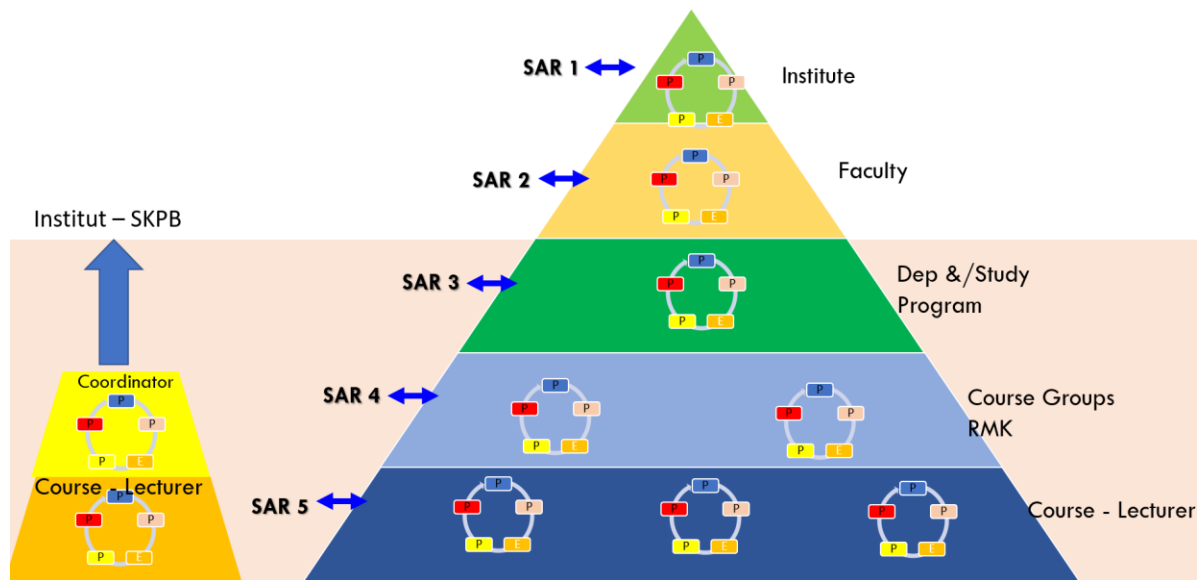 SAR 1
Institute
P
P
P
P
E
SAR 2
Faculty
P
P
P
P
E
Institut – SKPB
SAR 3
Dep &/Study
Program
P
P
P
P
E
Coordinator
P
P
P
P
E
SAR 4
Course Groups
RMK
P
P
P
P
E
P
P
P
P
E
Course - Lecturer
P
P
P
P
E
SAR 5
Course - Lecturer
P
P
P
P
E
P
P
P
P
E
P
P
P
P
E